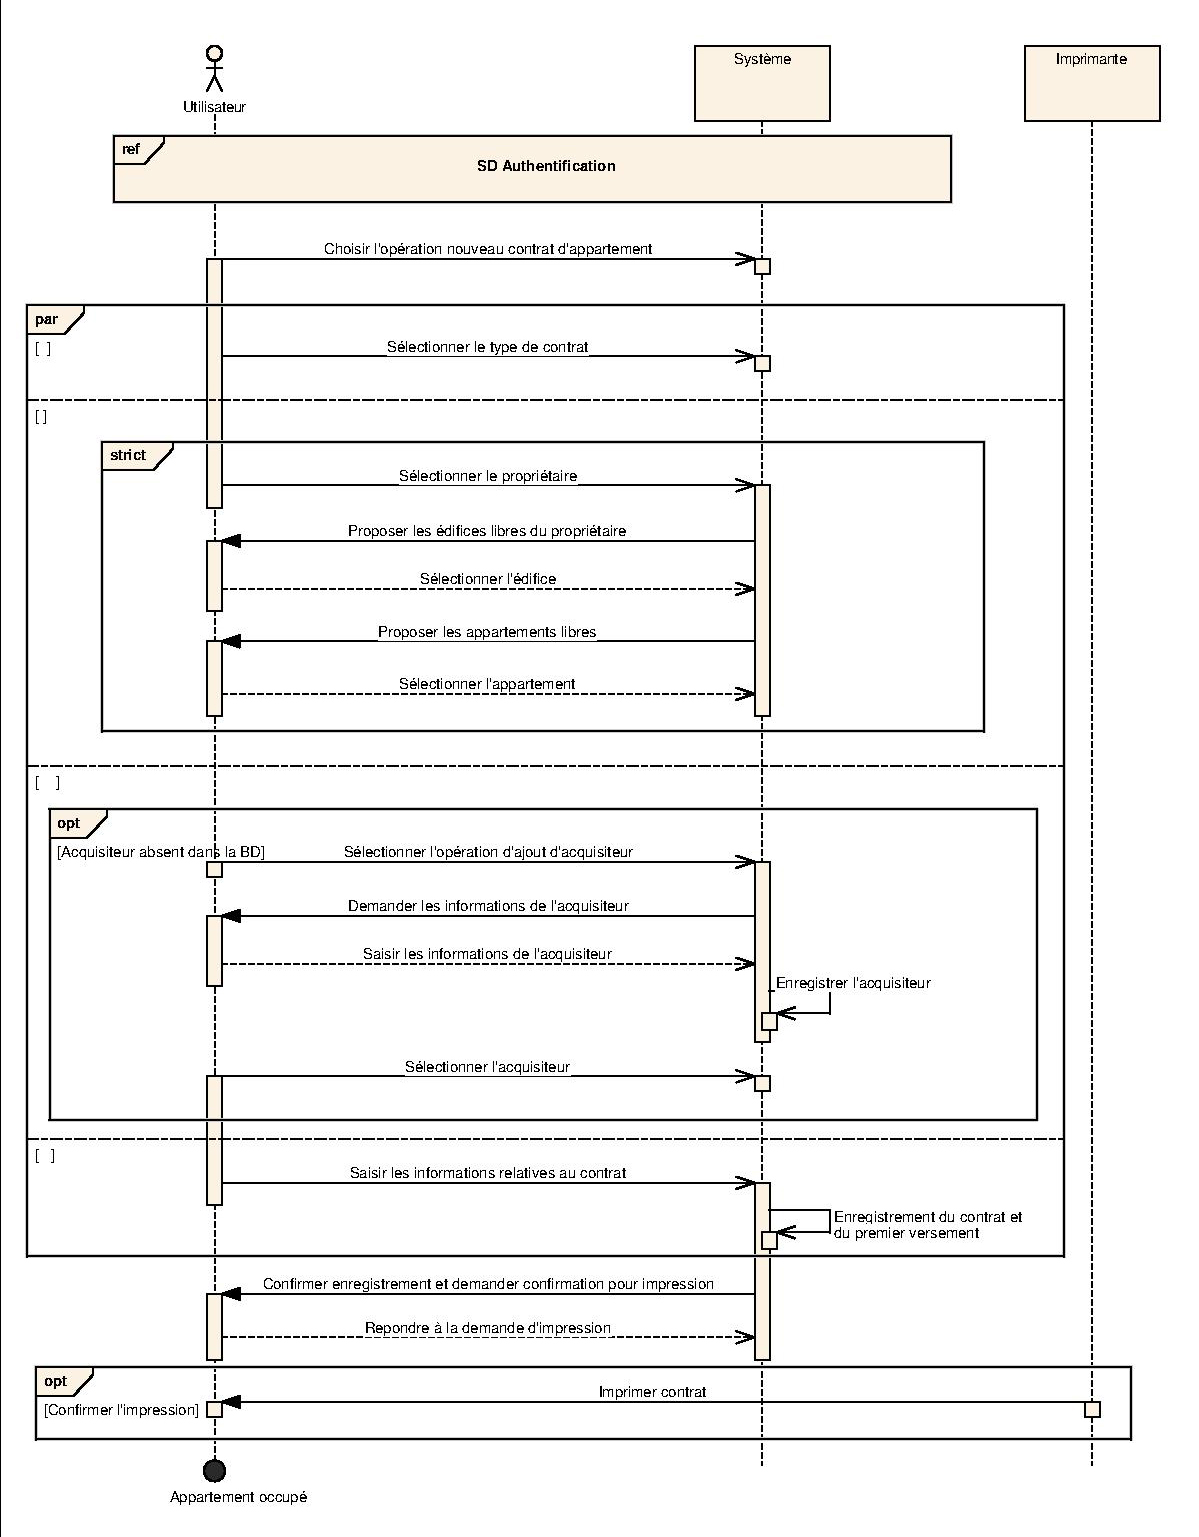 Utilisateur
Système
Imprimante
ref
SD Authentification
Choisir l'opération nouveau contrat d'appartement
par
[ ]
Sélectionner le type de contrat
[ ]
strict
Sélectionner le propriétaire
Proposer les édifices libres du propriétaire
Sélectionner l'édifice
Proposer les appartements libres
Sélectionner l'appartement
[ ]
opt
[Acquisiteur absent dans la BD]
Sélectionner l'opération d'ajout d'acquisiteur
Demander les informations de l'acquisiteur
Saisir les informations de l'acquisiteur
Enregistrer l'acquisiteur
Sélectionner l'acquisiteur
[ ]
Saisir les informations relatives au contrat
Enregistrement du contrat et
du premier versement
Confirmer enregistrement et demander confirmation pour impression
Repondre à la demande d'impression
opt
Imprimer contrat
[Confirmer l'impression]
Appartement occupé